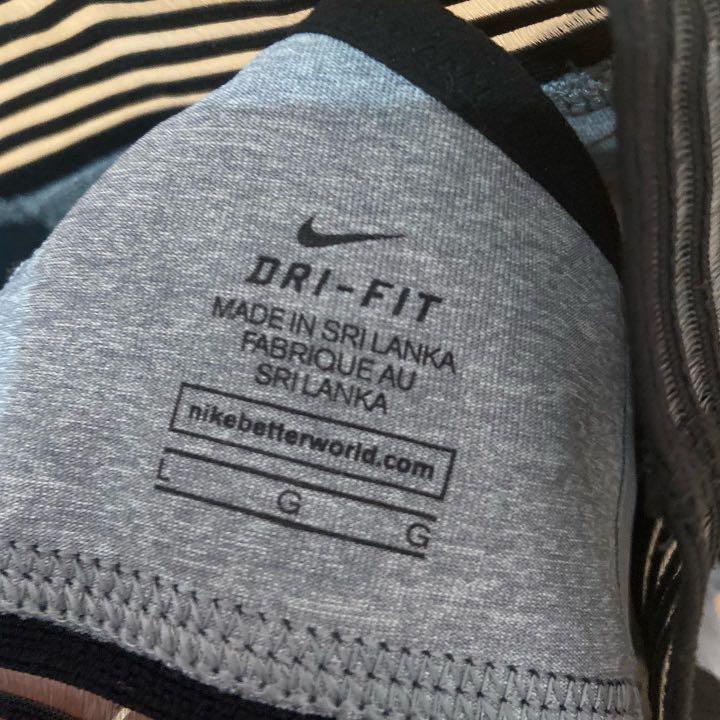 DRI-FIT
MADE IN SRI LANKA
FABRIQUE AU
SRI LANKA
nikebetterworld.com
L G G